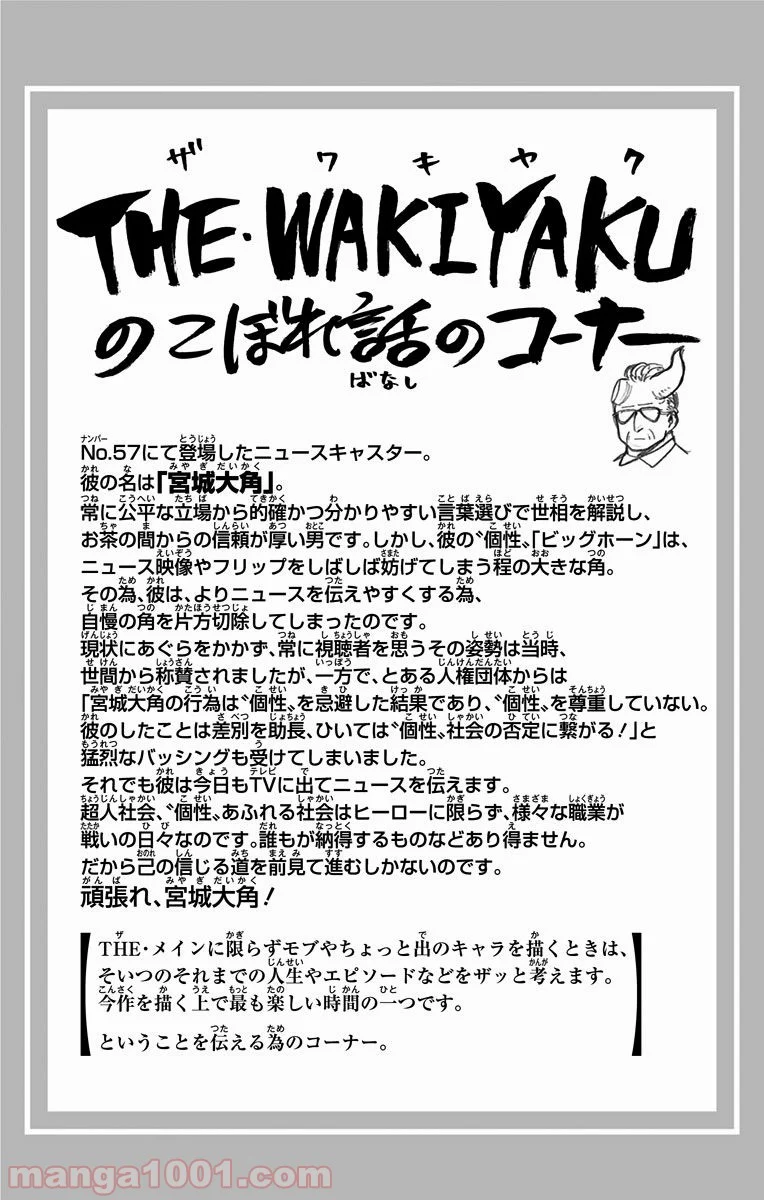 ザ ワ キ ヤ ク
THE・WAKIYAKU
のこぼれ話のコーナー
ばなし
No.57にて登場したニュースキャスター。
彼の名は「宮城大角」。
常に公平な立場から的確かつ分かりやすい言葉選びで世相を解説し、
お茶の間からの信頼が厚い男です。しかし、彼の〝個性〟「ビッグホーン」は、
ニュース映像やフリップをしばしば妨げてしまう程の大きな角。
その為、彼は、よりニュースを伝えやすくする為、
自慢の角を片方切除してしまったのです。
現状にあぐらをかかず、常に視聴者を思うその姿勢は当時、
世間から称賛されましたが、一方で、とある人権団体からは
「宮城大角の行為は〝個性〟を忌避した結果であり、〝個性〟を尊重していない。
彼のしたことは差別を助長、ひいては〝個性〟社会の否定に繋がる！」と
猛烈なバッシングも受けてしまいました。
それでも彼は今日もTVに出てニュースを伝えます。
超人社会、〝個性〟あふれる社会はヒーローに限らず、様々な職業が
戦いの日々なのです。誰もが納得するものなどあり得ません。
だから己の信じる道を前見て進むしかないのです。
頑張れ、宮城大角！
THE・メインに限らずモブやちょっと出のキャラを描くときは、
そいつのそれまでの人生やエピソードなどをザッと考えます。
今作を描く上で最も楽しい時間の一つです。
ということを伝える為のコーナー。
manga1001.com